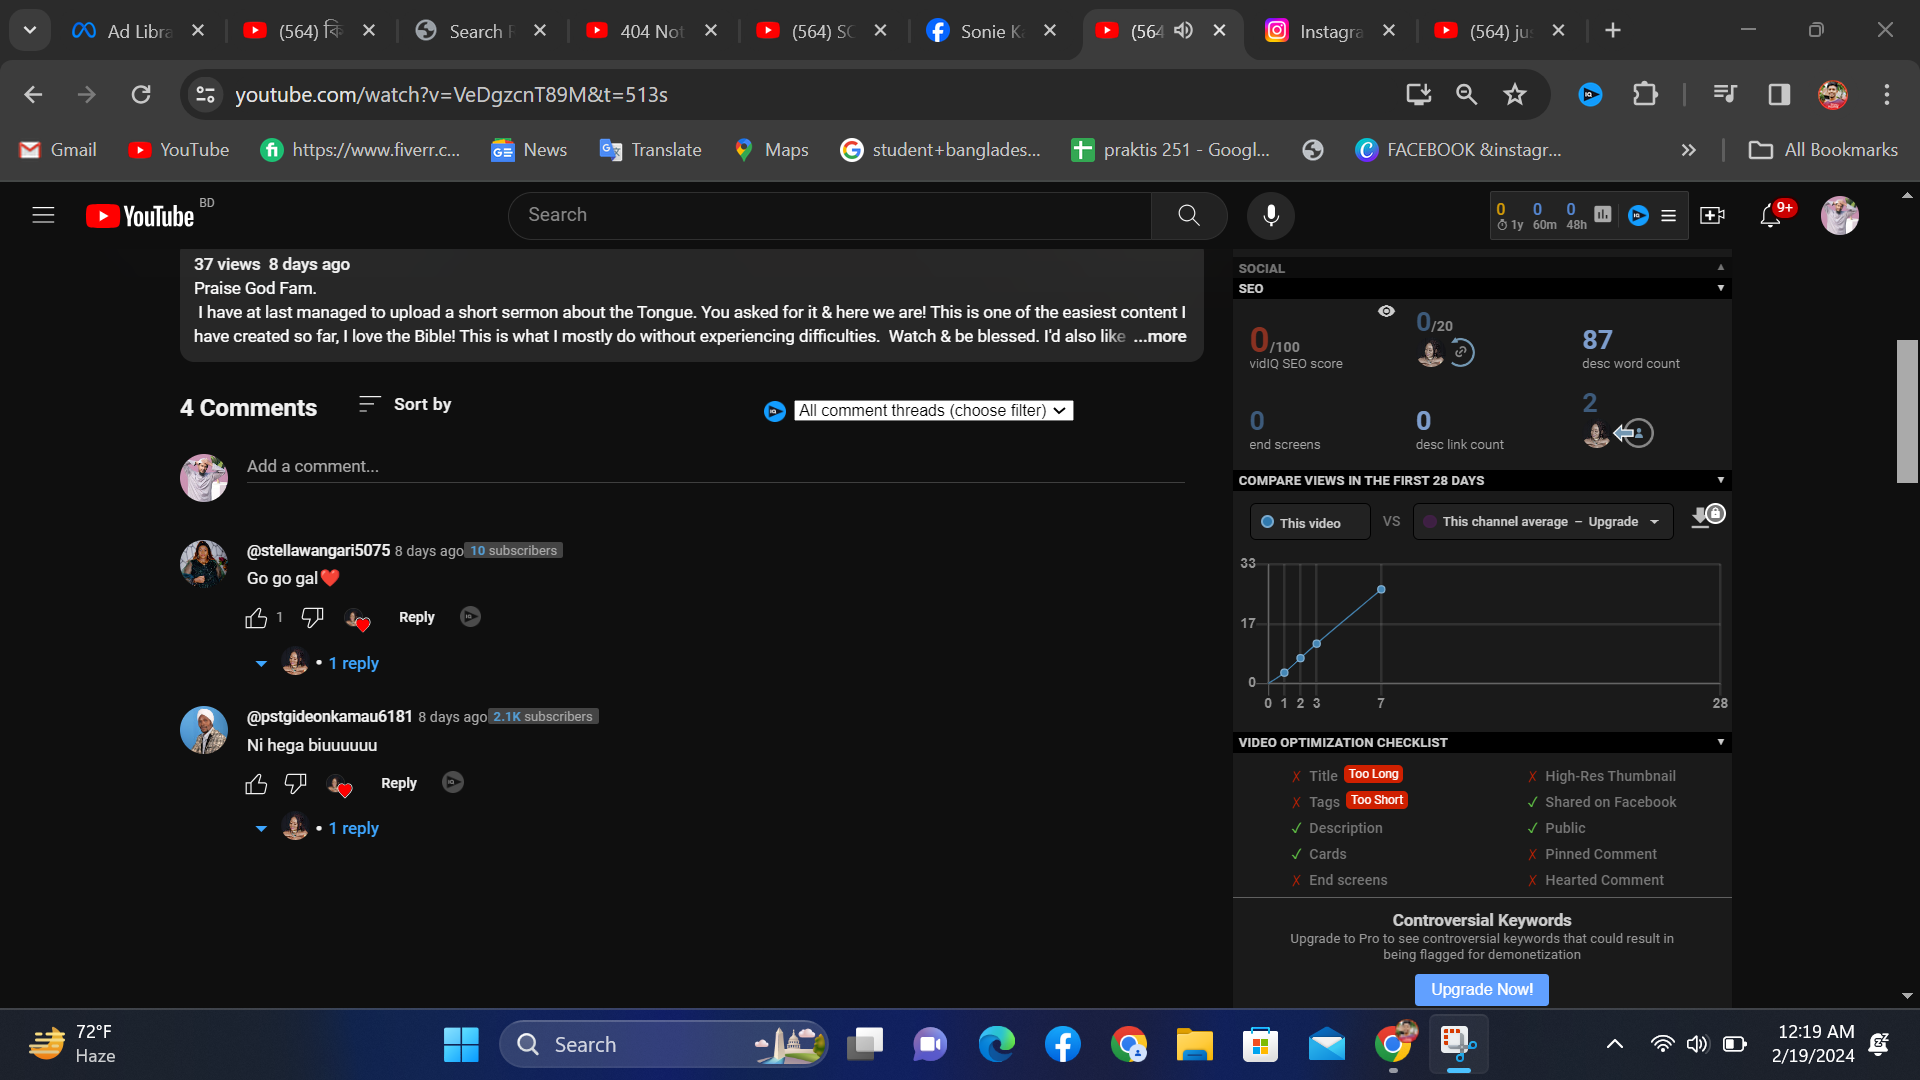 Ad Libra
(564) f
Search F
404 Not
(564) SC
Sonie K
(564
Instagra
(564) ju
youtube.com/watch?v=VeDgzcnT89M&t=513s
Gmail
YouTube
https://www.fiverr.c...
News
Translate
Maps
student+banglades...
praktis 251 - Googl...
FACEBOOK &instagr...
All Bookmarks
YouTube BD
Search
0 0 0
1y 60m 48h
9+
37 views 8 days ago
Praise God Fam.
I have at last managed to upload a short sermon about the Tongue. You asked for it & here we are! This is one of the easiest content I
have created so far, I love the Bible! This is what I mostly do without experiencing difficulties. Watch & be blessed. I'd also like ...more
4 Comments
Sort by
All comment threads (choose filter)
Add a comment...
@stellawangari5075 8 days ago 10 subscribers
Go go gal❤️
1
Reply
• 1 reply
@pstgideonkamau6181 8 days ago 2.1K subscribers
Ni hega biuuuuuu
Reply
• 1 reply
SOCIAL
SEO
0/100
vidIQ SEO score
0/20
87
desc word count
0
end screens
0
desc link count
2
COMPARE VIEWS IN THE FIRST 28 DAYS
This video
VS
This channel average – Upgrade
33
17
0
0 1 2 3 7 28
VIDEO OPTIMIZATION CHECKLIST
✗ Title Too Long
✗ High-Res Thumbnail
✗ Tags Too Short
✓ Shared on Facebook
✓ Description
✓ Public
✓ Cards
✗ Pinned Comment
✗ End screens
✗ Hearted Comment
Controversial Keywords
Upgrade to Pro to see controversial keywords that could result in
being flagged for demonetization
Upgrade Now!
72°F
Haze
Search
12:19 AM
2/19/2024